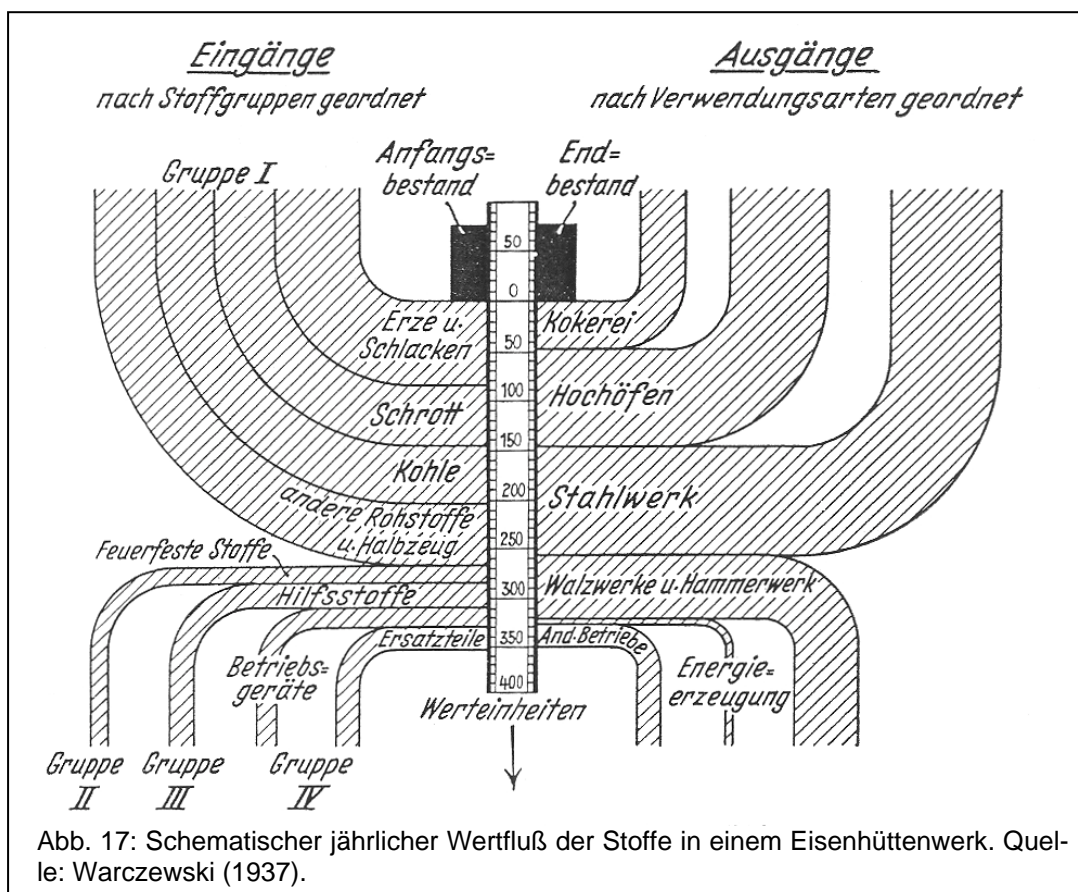 Eingänge
nach Stoffgruppen geordnet
Ausgänge
nach Verwendungsarten geordnet
Gruppe I
Anfangs=
bestand
End=
bestand
50
0
50
100
150
200
250
300
350
400
Erze u.
Schlacken
Schrott
Kohle
andere Rohstoffe
u. Halbzeug
Feuerfeste Stoffe
Hilfsstoffe
Betriebs=
geräte
Ersatzteile
Kokerei
Hochöfen
Stahlwerk
Walzwerke u. Hammerwerk
And. Betriebe
Energie=
erzeugung
Werteinheiten
Gruppe
II
Gruppe
III
Gruppe
IV
Abb. 17: Schematischer jährlicher Wertfluß der Stoffe in einem Eisenhüttenwerk. Quel-
le: Warczewski (1937).